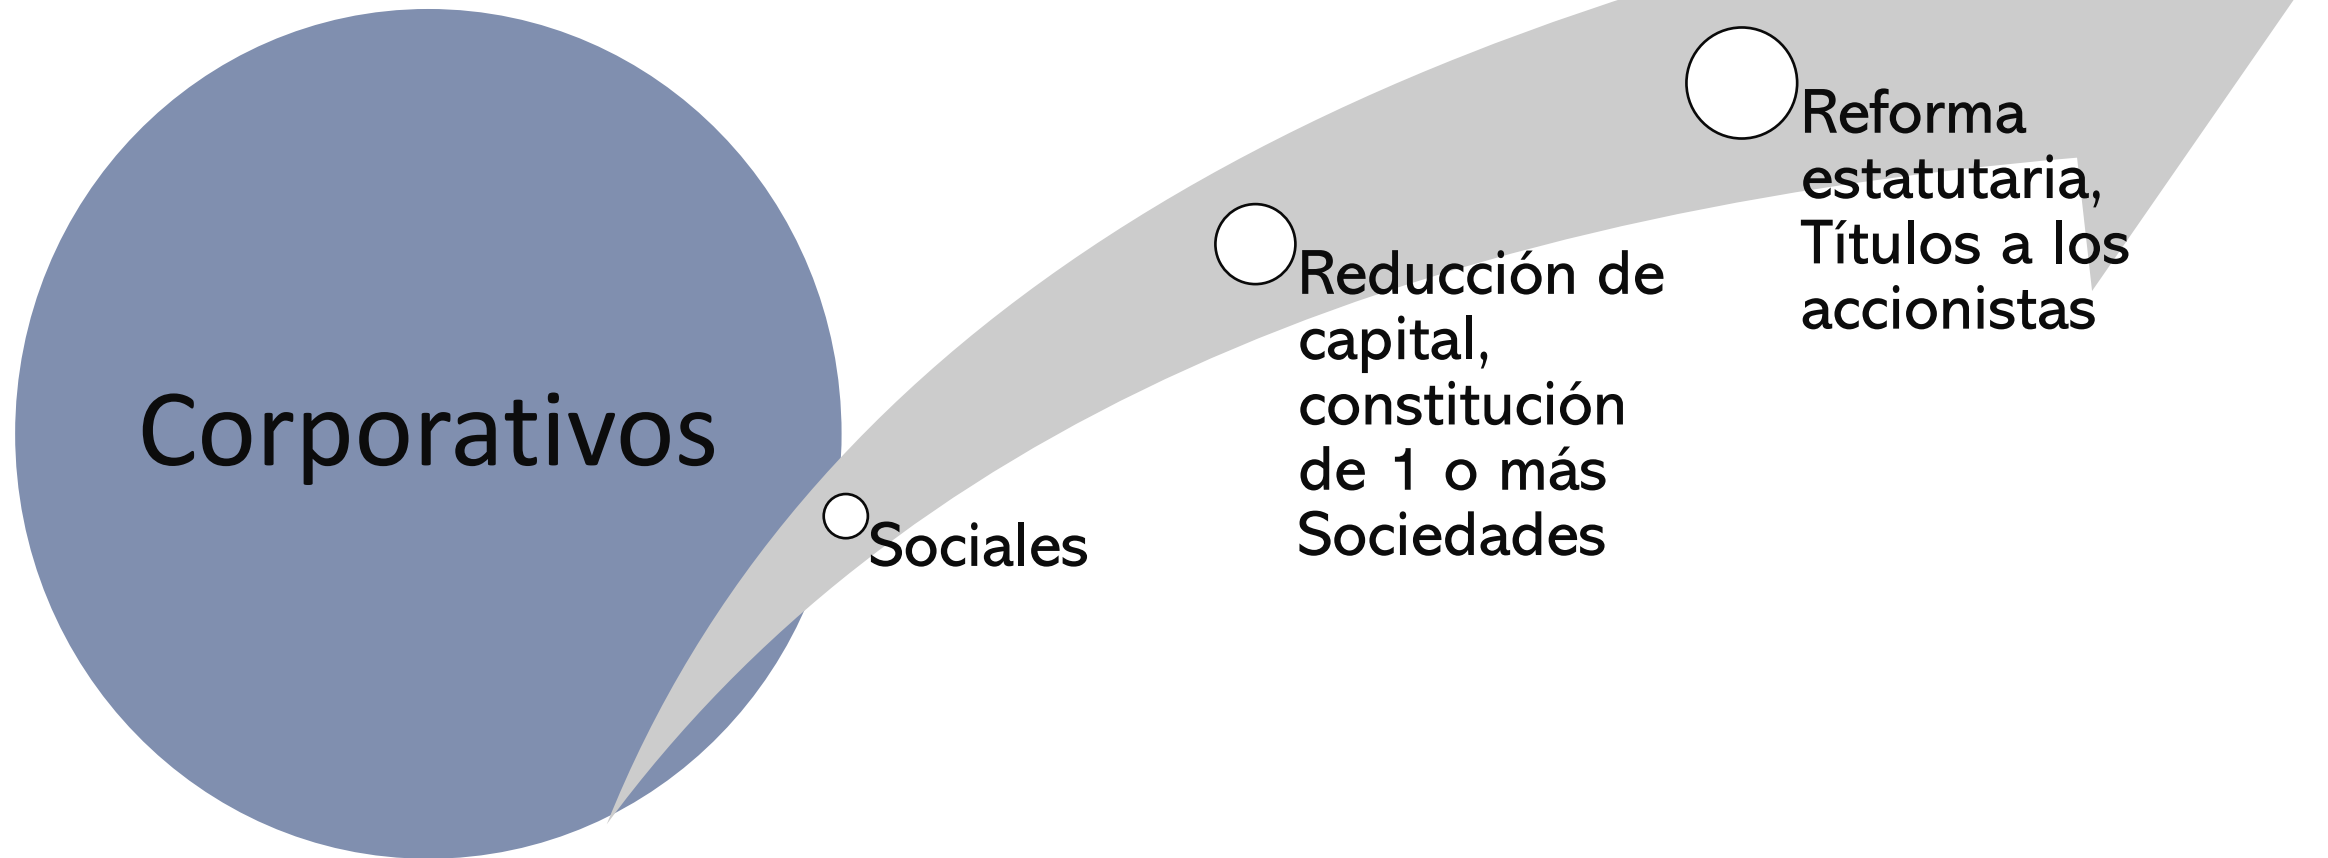 Corporativos
Sociales
Reducción de
capital,
constitución
de 1 o más
Sociedades
Reforma
estatutaria,
Títulos a los
accionistas